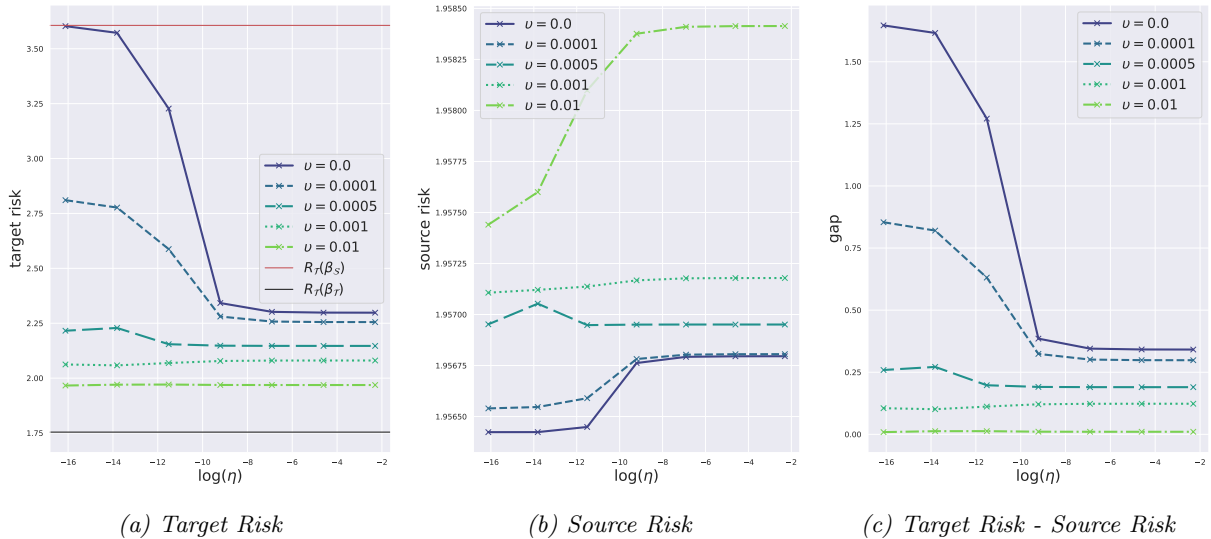 target risk
3.50
3.25
3.00
2.75
2.50
2.25
2.00
1.75
−16 −14 −12 −10 −8 −6 −4 −2
log(η)
υ = 0.0
υ = 0.0001
υ = 0.0005
υ = 0.001
υ = 0.01
R_𝒯(β_𝒮)
R_𝒯(β_𝒯)
(a) Target Risk
source risk
1.95850
1.95825
1.95800
1.95775
1.95750
1.95725
1.95700
1.95675
1.95650
−16 −14 −12 −10 −8 −6 −4 −2
log(η)
υ = 0.0
υ = 0.0001
υ = 0.0005
υ = 0.001
υ = 0.01
(b) Source Risk
gap
1.50
1.25
1.00
0.75
0.50
0.25
0.00
−16 −14 −12 −10 −8 −6 −4 −2
log(η)
υ = 0.0
υ = 0.0001
υ = 0.0005
υ = 0.001
υ = 0.01
(c) Target Risk - Source Risk